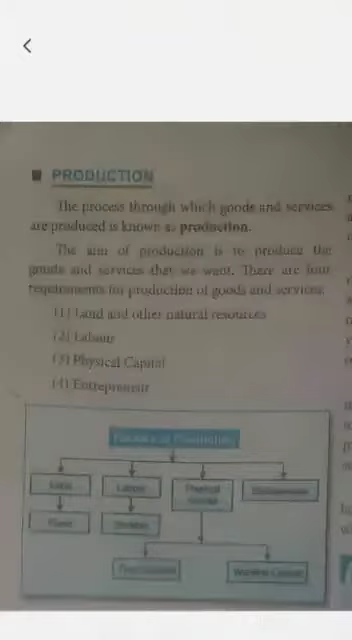 PRODUCTION
The process through which goods and services
are produced is known as production.
The aim of production is to produce the
goods and services that we want. There are four
requirements for production of goods and services:
(1) Land and other natural resources
(2) Labour
(3) Physical Capital
(4) Entrepreneur
Factors of Production
Land
Labour
Physical
Capital
Working Capital